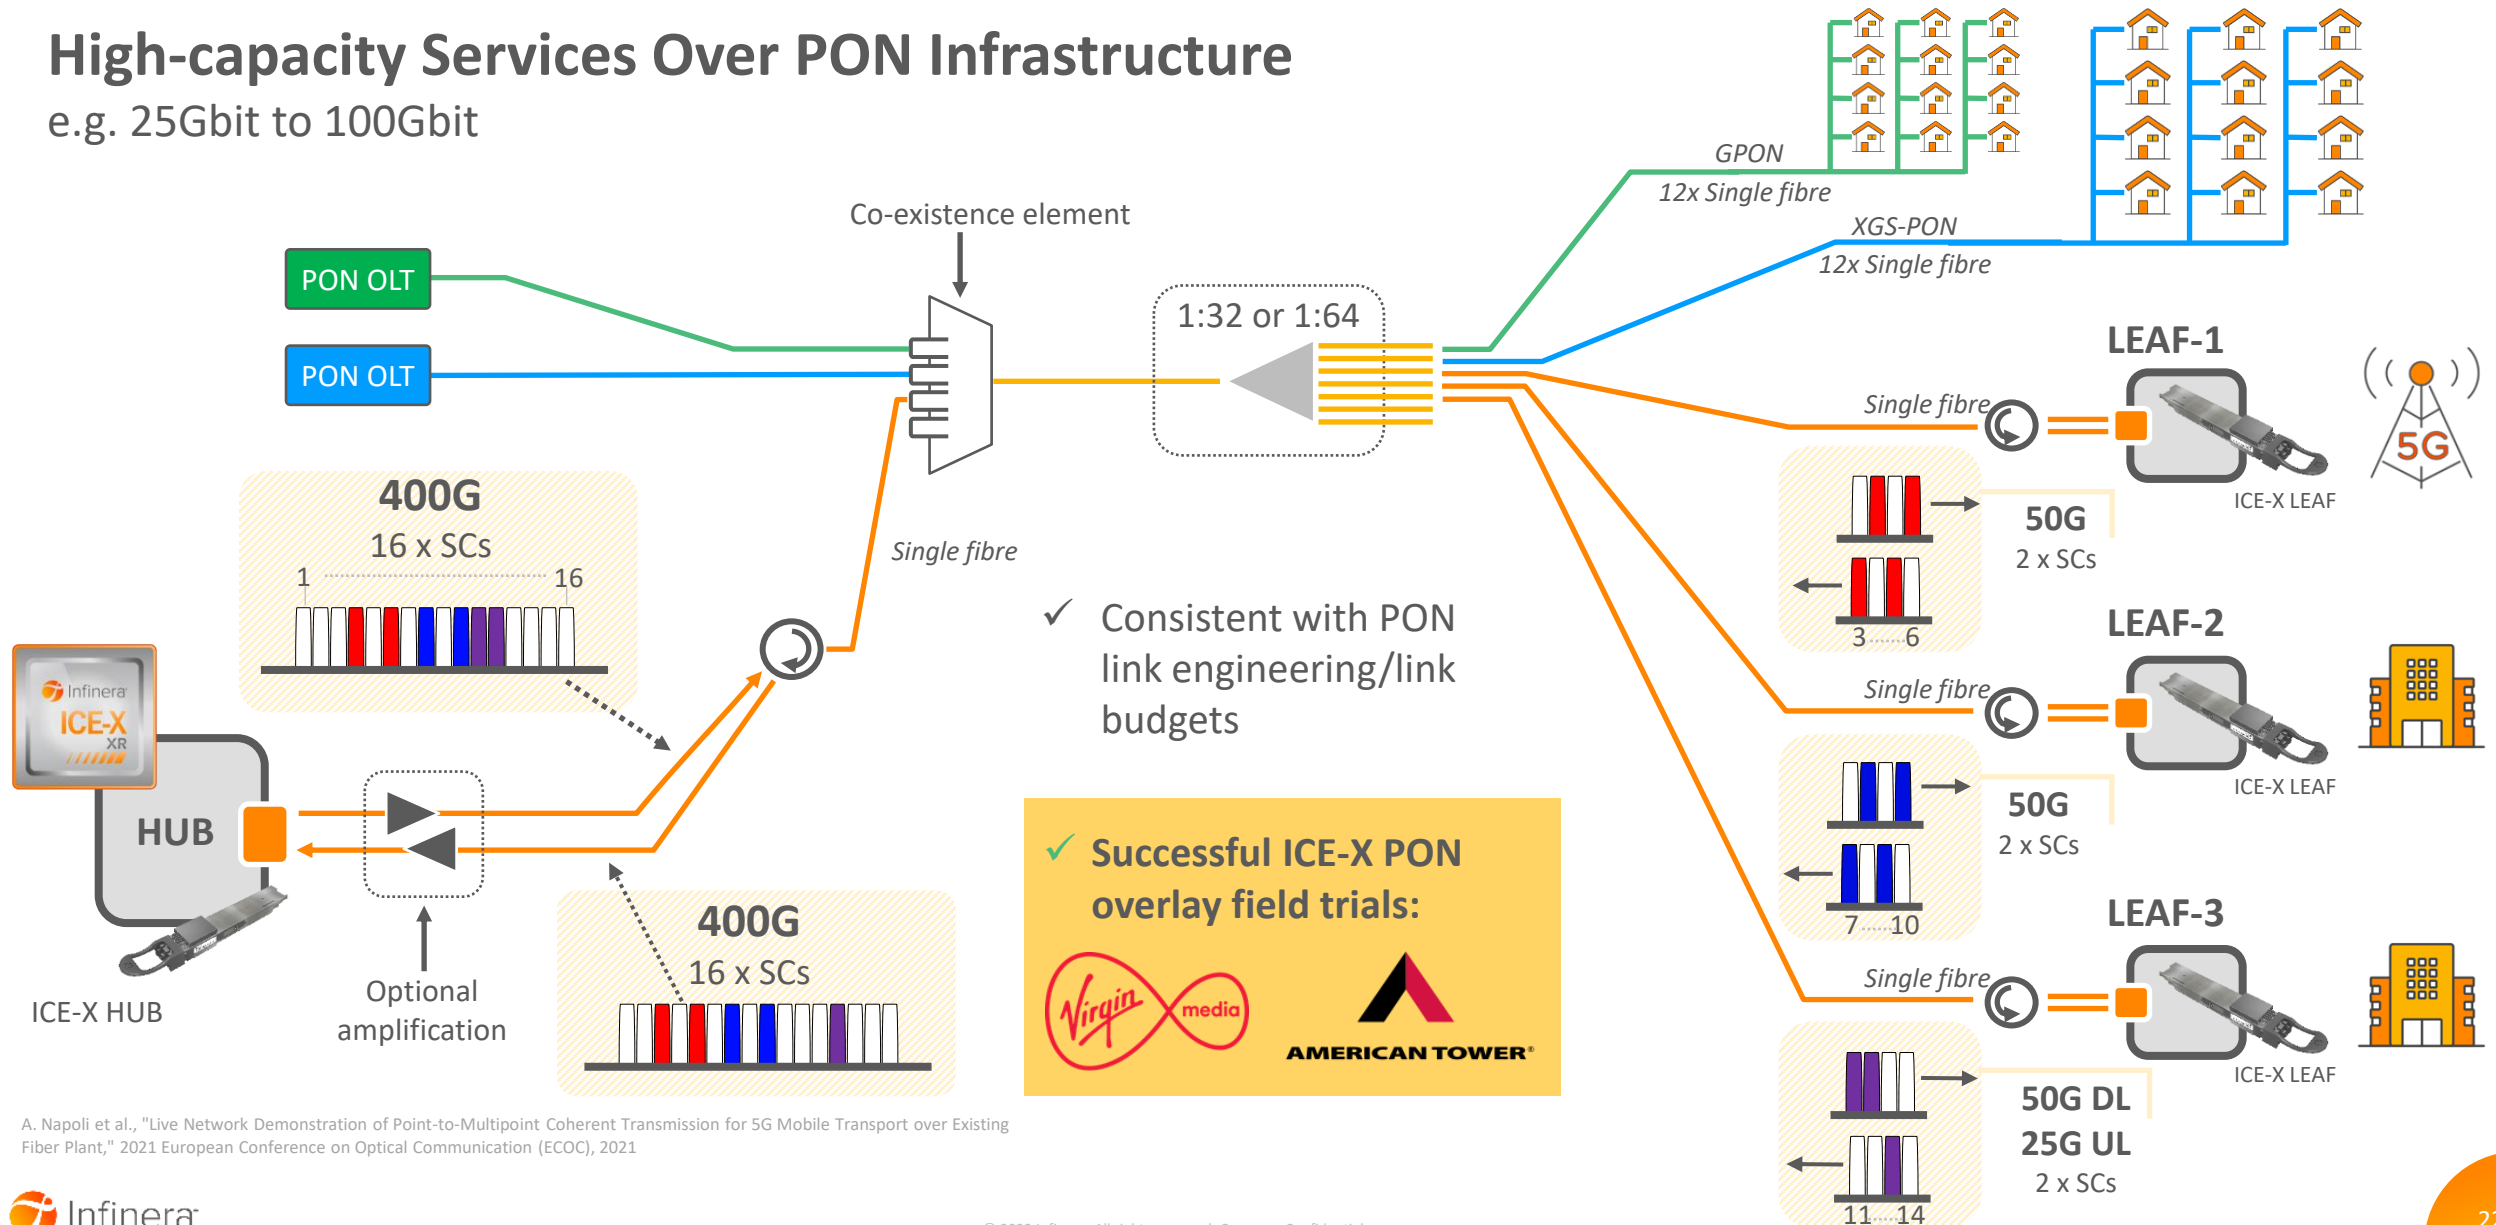 High-capacity Services Over PON Infrastructure
e.g. 25Gbit to 100Gbit
GPON
12x Single fibre
XGS-PON
12x Single fibre
Co-existence element
PON OLT
PON OLT
1:32 or 1:64
LEAF-1
Single fibre
5G
ICE-X LEAF
50G
2 x SCs
3
6
400G
16 x SCs
1
16
Single fibre
Consistent with PON
link engineering/link
budgets
LEAF-2
Single fibre
ICE-X LEAF
50G
2 x SCs
7
10
Infinera
ICE-X
XR
HUB
ICE-X HUB
Optional
amplification
400G
16 x SCs
Successful ICE-X PON
overlay field trials:
Virgin
media
AMERICAN TOWER®
LEAF-3
Single fibre
ICE-X LEAF
50G DL
25G UL
2 x SCs
11
14
A. Napoli et al., "Live Network Demonstration of Point-to-Multipoint Coherent Transmission for 5G Mobile Transport over Existing
Fiber Plant," 2021 European Conference on Optical Communication (ECOC), 2021
Infinera